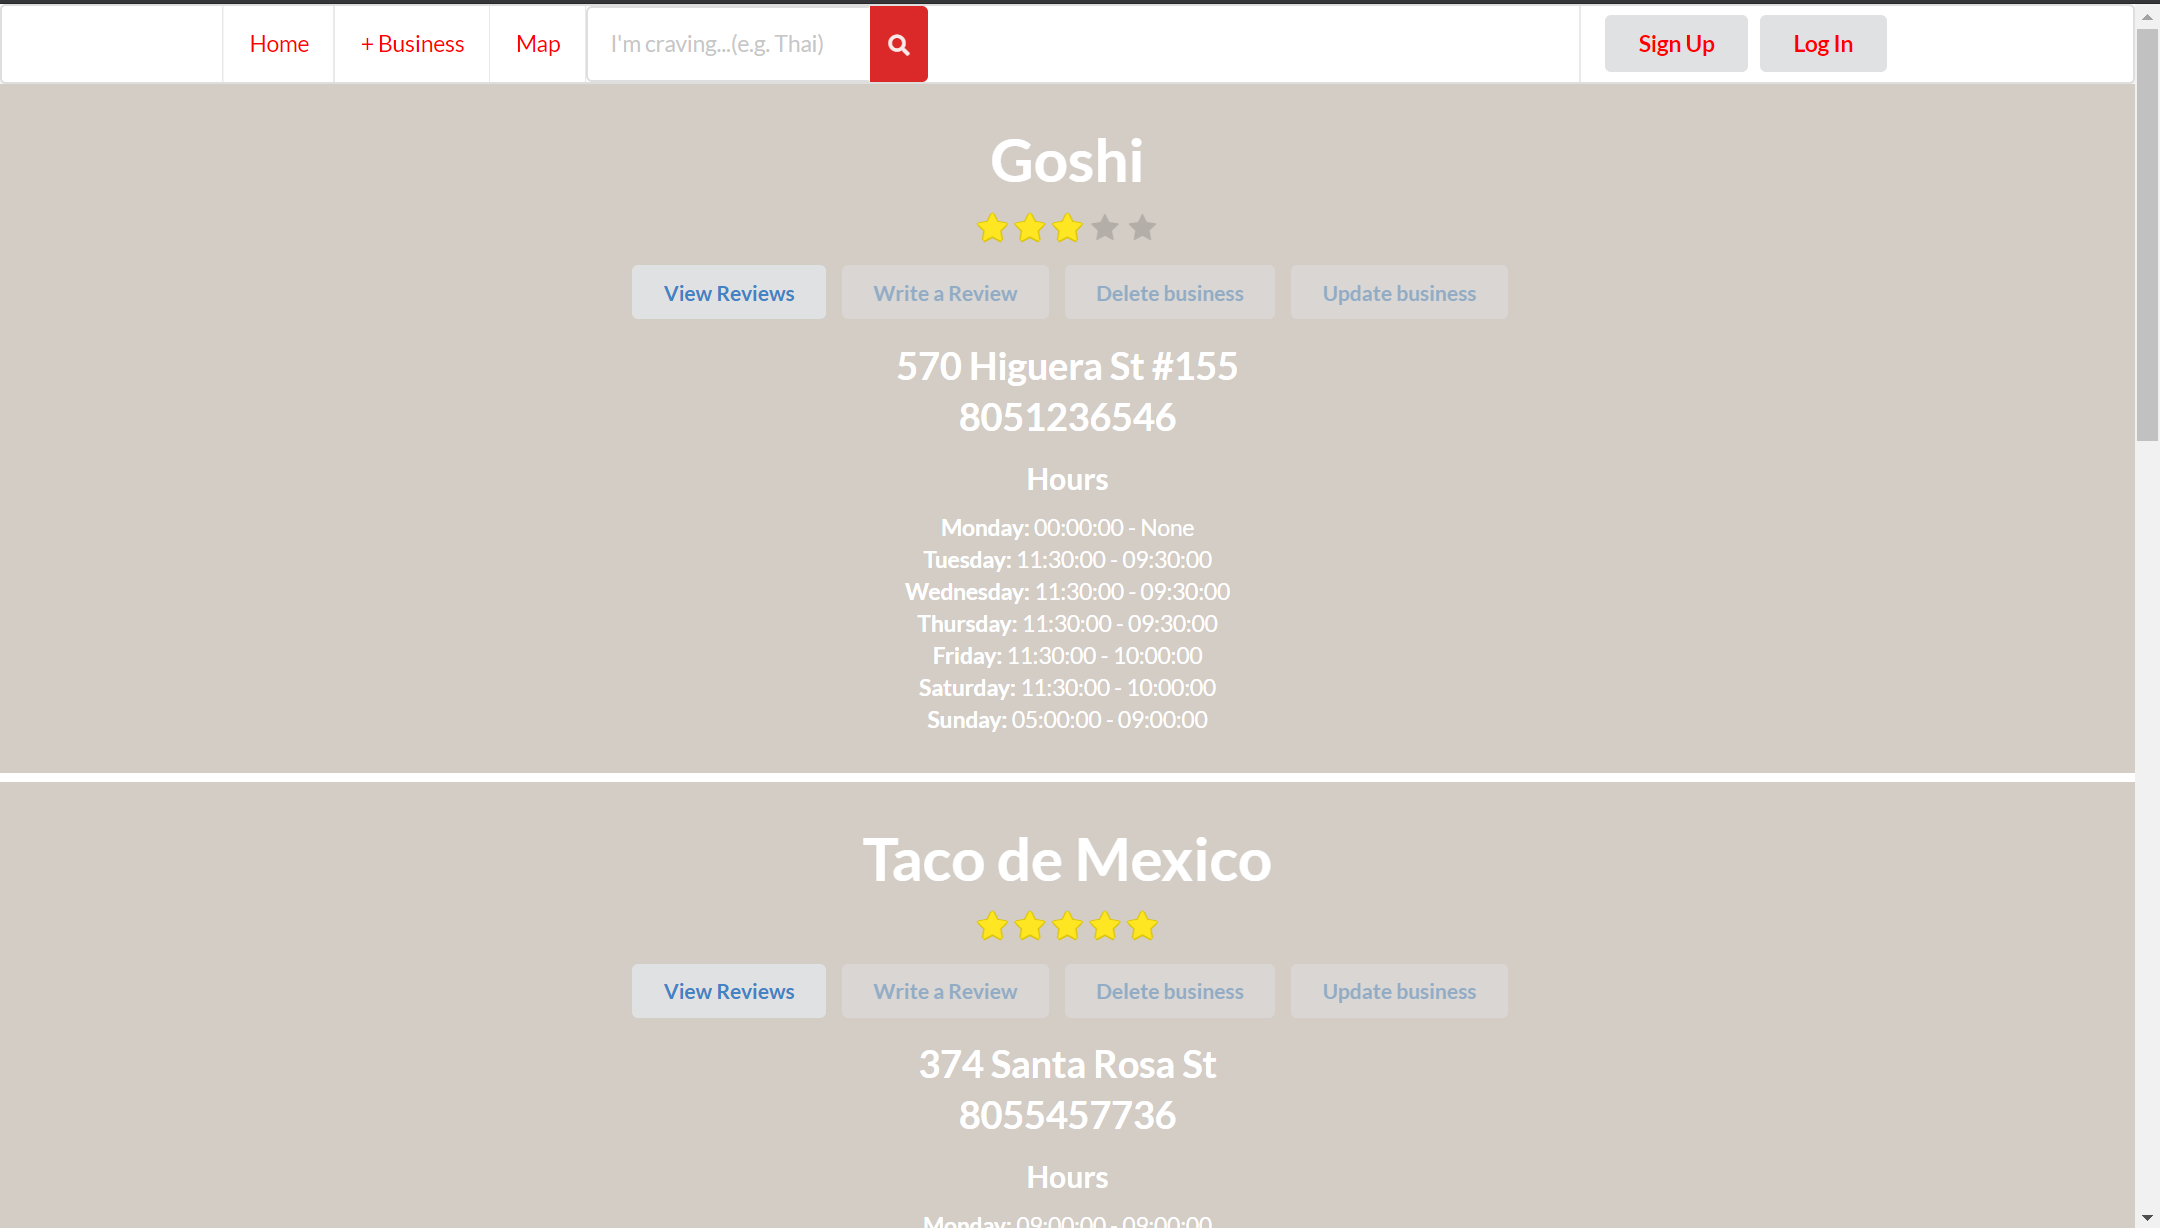 Home + Business Map I'm craving...(e.g. Thai) Sign Up Log In
Goshi
View Reviews Write a Review Delete business Update business
570 Higuera St #155
8051236546
Hours
Monday: 00:00:00 - None
Tuesday: 11:30:00 - 09:30:00
Wednesday: 11:30:00 - 09:30:00
Thursday: 11:30:00 - 09:30:00
Friday: 11:30:00 - 10:00:00
Saturday: 11:30:00 - 10:00:00
Sunday: 05:00:00 - 09:00:00
Taco de Mexico
View Reviews Write a Review Delete business Update business
374 Santa Rosa St
8055457736
Hours
Monday: 09:00:00 - 09:00:00